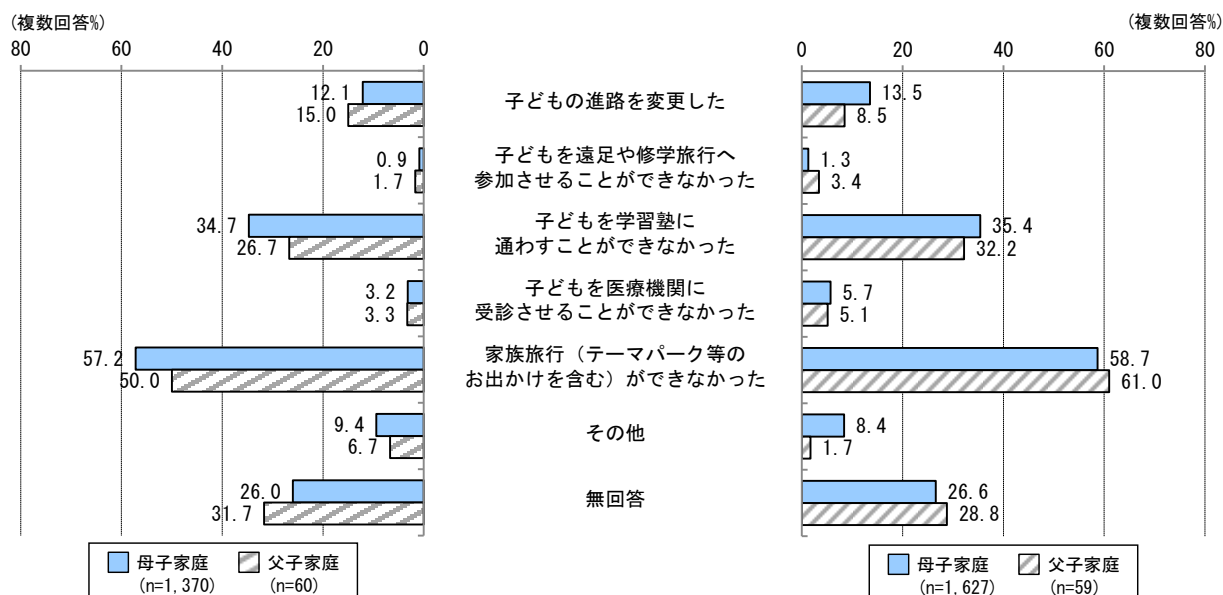 (複数回答%)
(複数回答%)
80 60 40 20 0
0 20 40 60 80
12.1
15.0
子どもの進路を変更した
13.5
8.5
0.9
1.7
子どもを遠足や修学旅行へ
参加させることができなかった
1.3
3.4
34.7
26.7
子どもを学習塾に
通わすことができなかった
35.4
32.2
3.2
3.3
子どもを医療機関に
受診させることができなかった
5.7
5.1
57.2
50.0
家族旅行（テーマパーク等の
お出かけを含む）ができなかった
58.7
61.0
9.4
6.7
その他
8.4
1.7
26.0
31.7
無回答
26.6
28.8
母子家庭 父子家庭
(n=1,370) (n=60)
母子家庭 父子家庭
(n=1,627) (n=59)